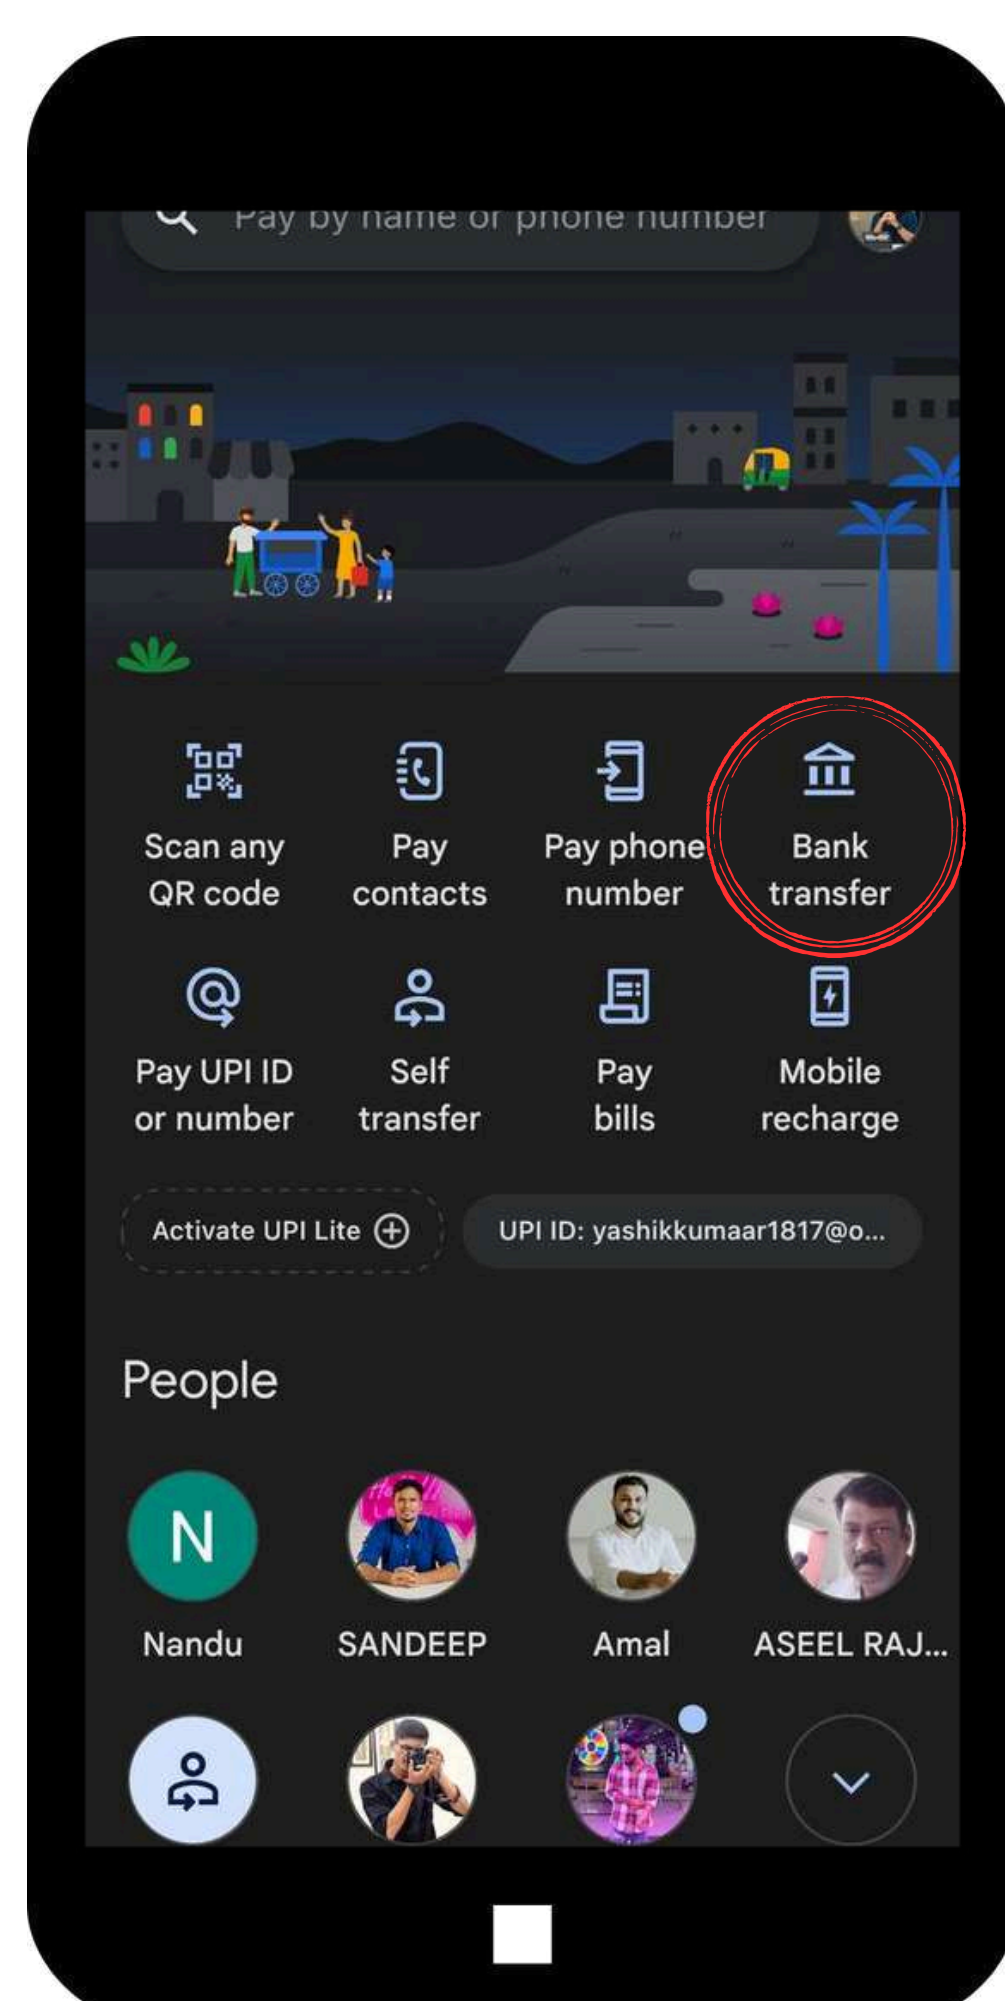 Pay by name or phone number
Scan any
QR code
Pay
contacts
Pay phone
number
Bank
transfer
Pay UPI ID
or number
Self
transfer
Pay
bills
Mobile
recharge
Activate UPI Lite
UPI ID: yashikkumaar1817@o...
People
N
Nandu
SANDEEP
Amal
ASEEL RAJ...